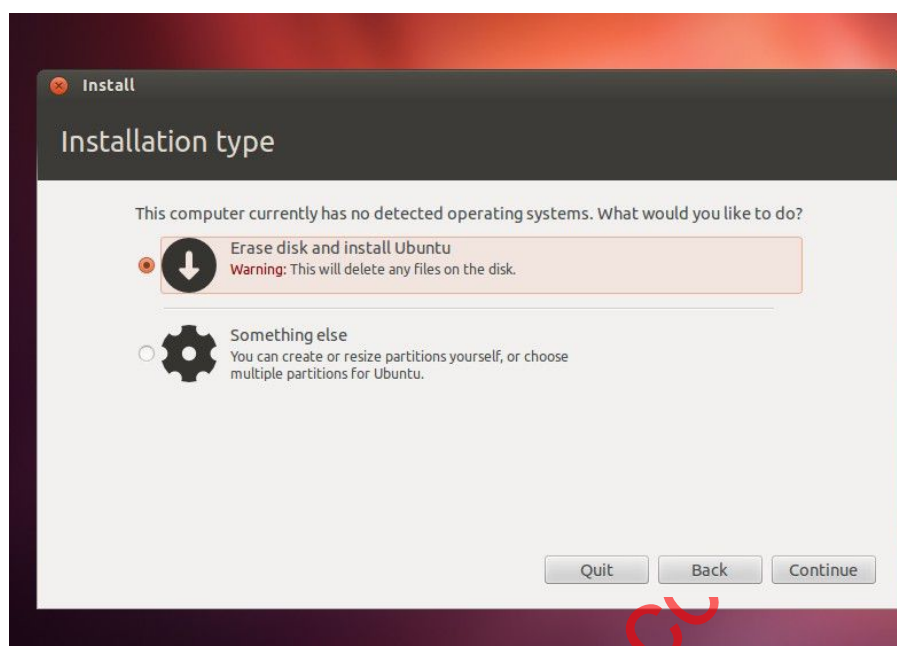 Install
Installation type
This computer currently has no detected operating systems. What would you like to do?
Erase disk and install Ubuntu
Warning: This will delete any files on the disk.
Something else
You can create or resize partitions yourself, or choose
multiple partitions for Ubuntu.
Quit Back Continue